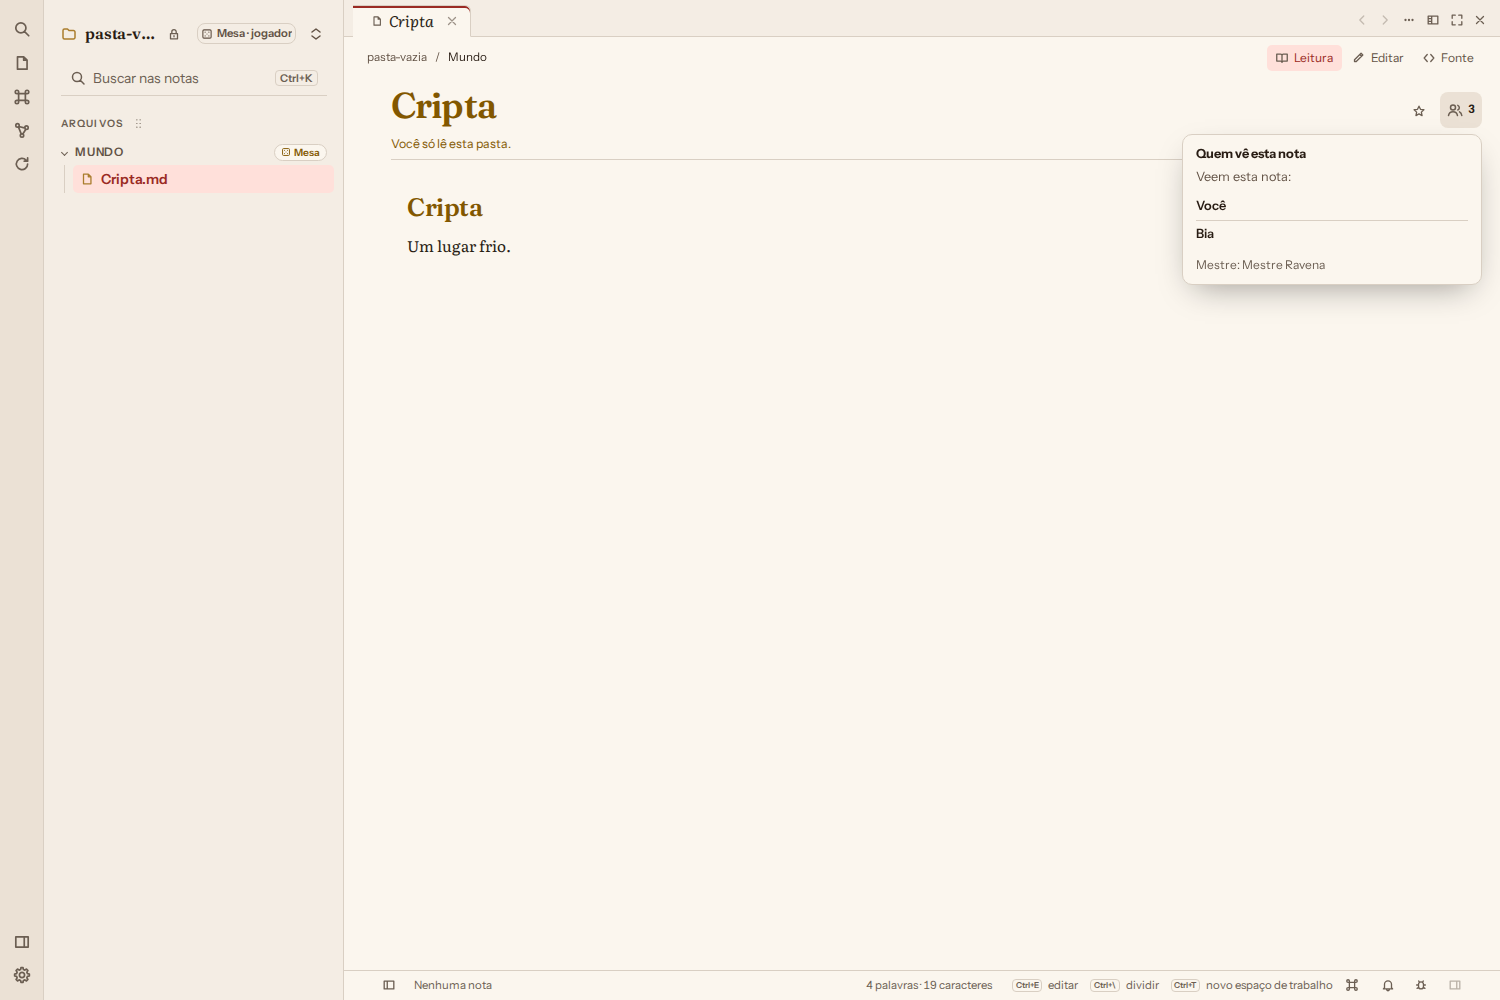 pasta-v...
Mesa·jogador
Buscar nas notas
Ctrl+K
ARQUIVOS
MUNDO
Mesa
Cripta.md
Cripta
pasta-vazia / Mundo
Leitura
Editar
Fonte
Cripta
3
Você só lê esta pasta.
Quem vê esta nota
Veem esta nota:
Você
Bia
Mestre: Mestre Ravena
Cripta
Um lugar frio.
Nenhuma nota
4 palavras·19 caracteres
Ctrl+E editar
Ctrl+\ dividir
Ctrl+T novo espaço de trabalho